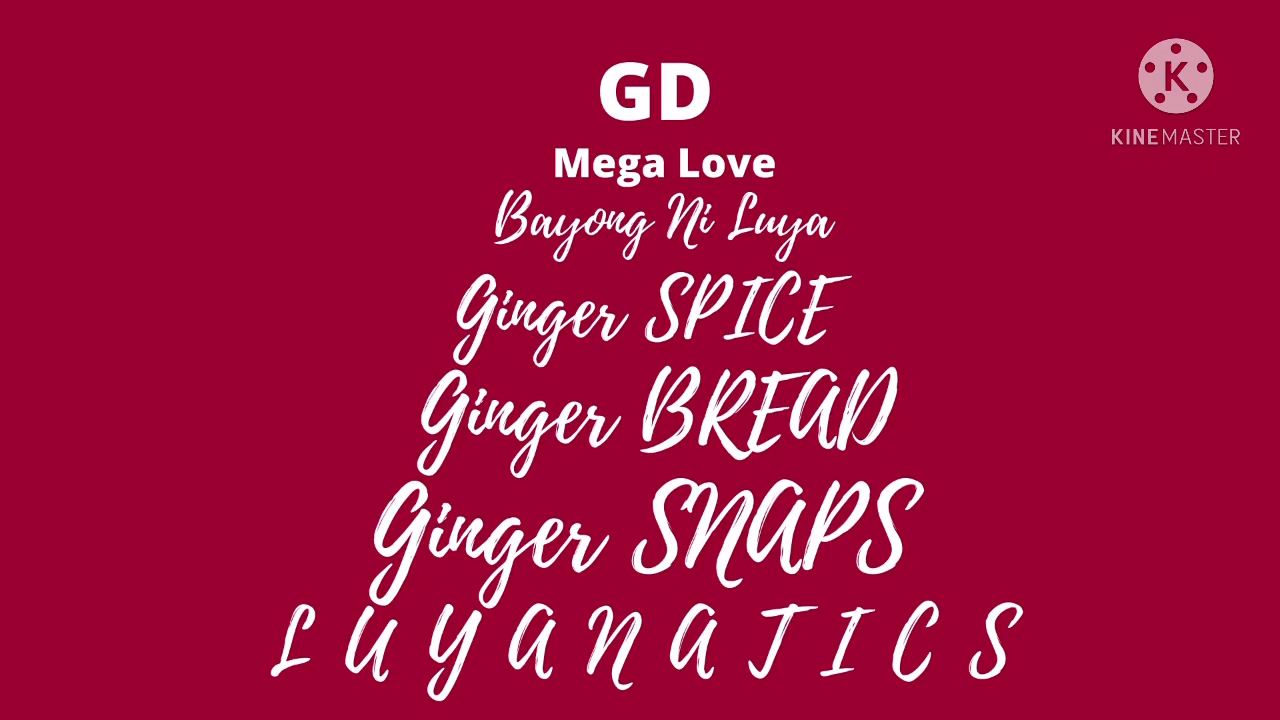 GD
K
KINEMASTER
Mega Love
Bayong Ni Luya
Ginger SPICE
Ginger BREAD
Ginger SNAPS
L U Y A N A T I C S